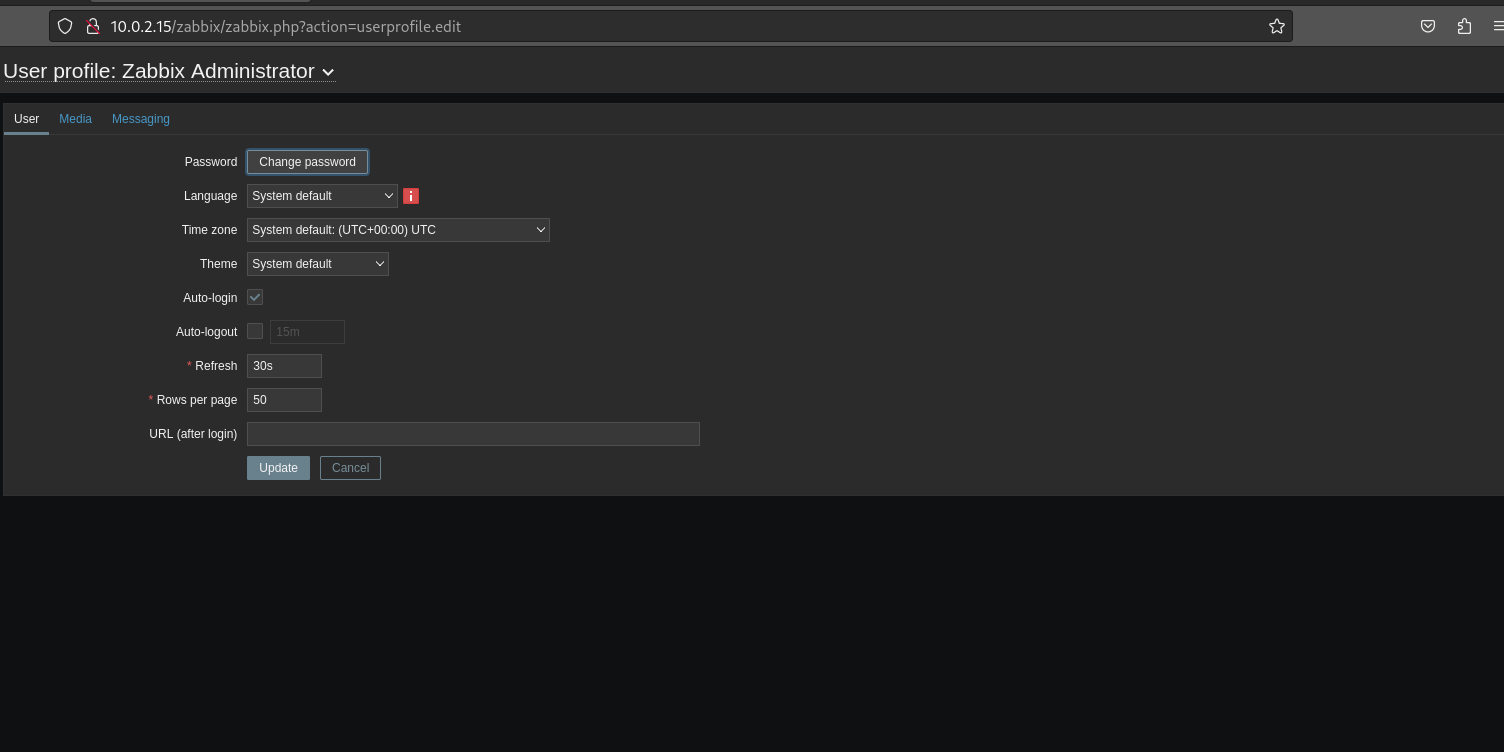 10.0.2.15/zabbix/zabbix.php?action=userprofile.edit
User profile: Zabbix Administrator
User Media Messaging
Password Change password
Language System default i
Time zone System default: (UTC+00:00) UTC
Theme System default
Auto-login
Auto-logout 15m
* Refresh 30s
* Rows per page 50
URL (after login)
Update Cancel